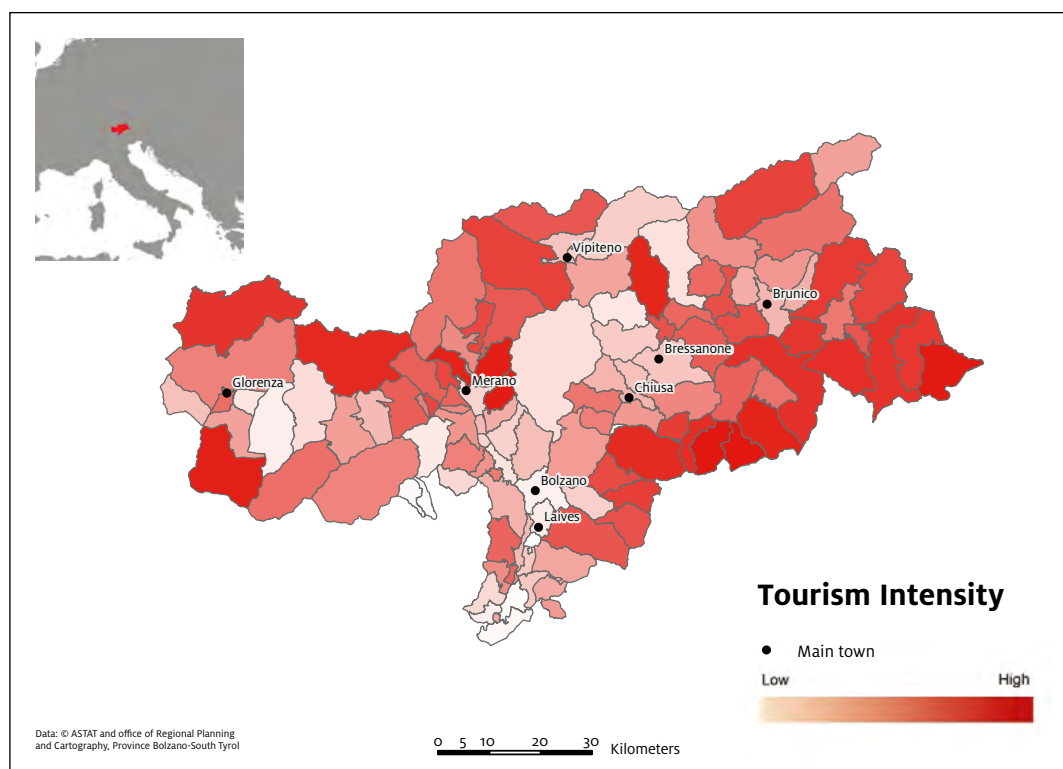 Vipiteno
Brunico
Bressanone
Merano
Glorenza
Chiusa
Bolzano
Laives
Tourism Intensity
Main town
Low High
Data: © ASTAT and office of Regional Planning
and Cartography, Province Bolzano-South Tyrol
0 5 10 20 30 Kilometers